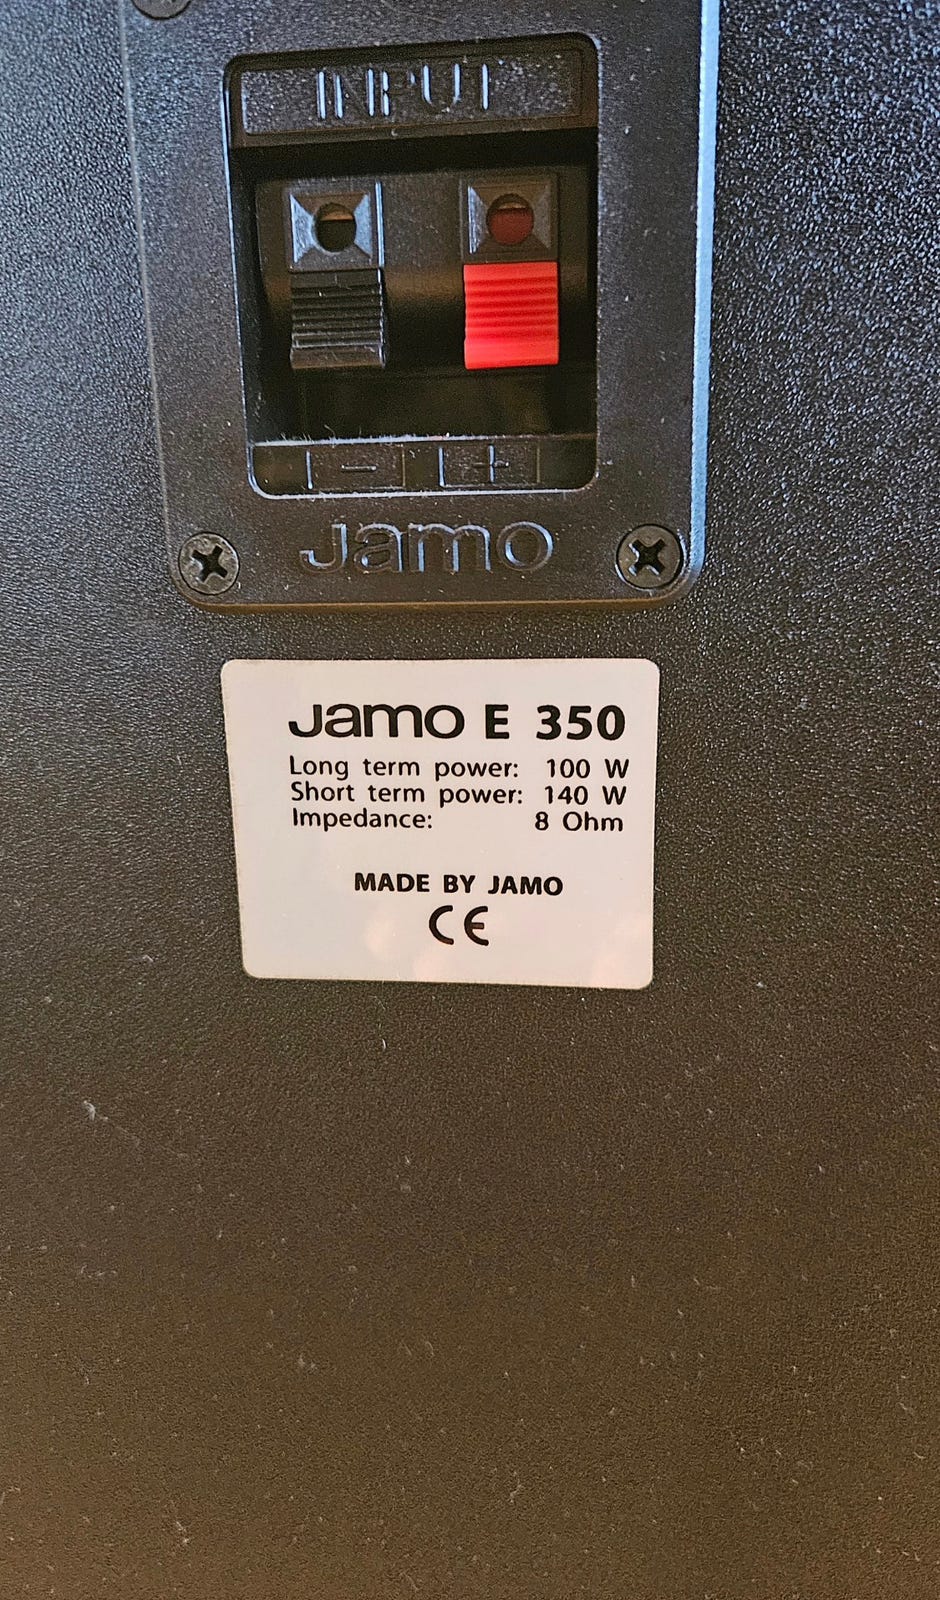 INPUT
- +
Jamo
Jamo E 350
Long term power: 100 W
Short term power: 140 W
Impedance: 8 Ohm
MADE BY JAMO
CE